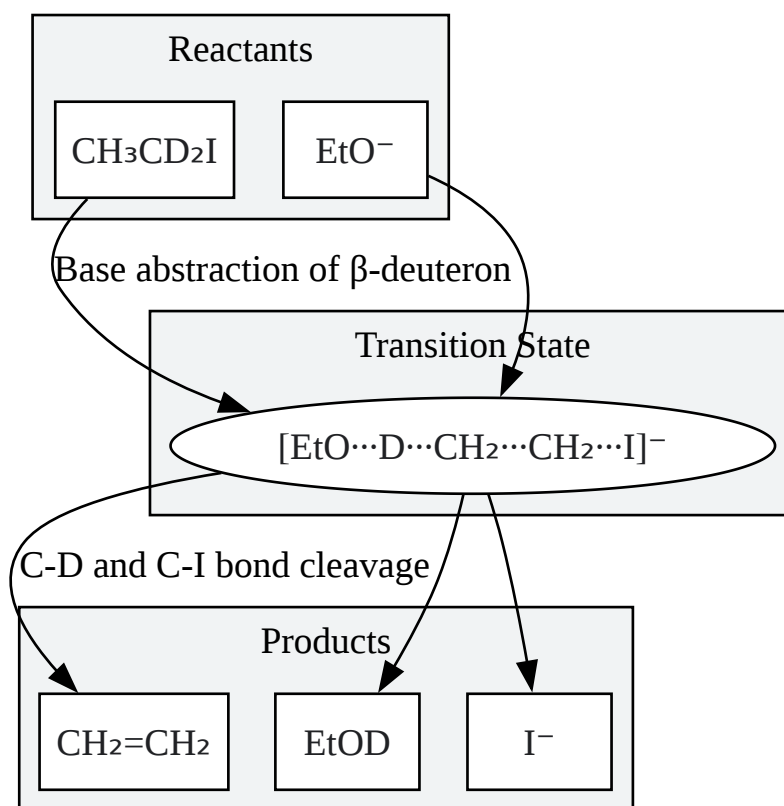 Reactants
CH₃CD₂I
EtO⁻
Base abstraction of β-deuteron
Transition State
[EtO···D···CH₂···CH₂···I]⁻
C-D and C-I bond cleavage
Products
CH₂=CH₂
EtOD
I⁻